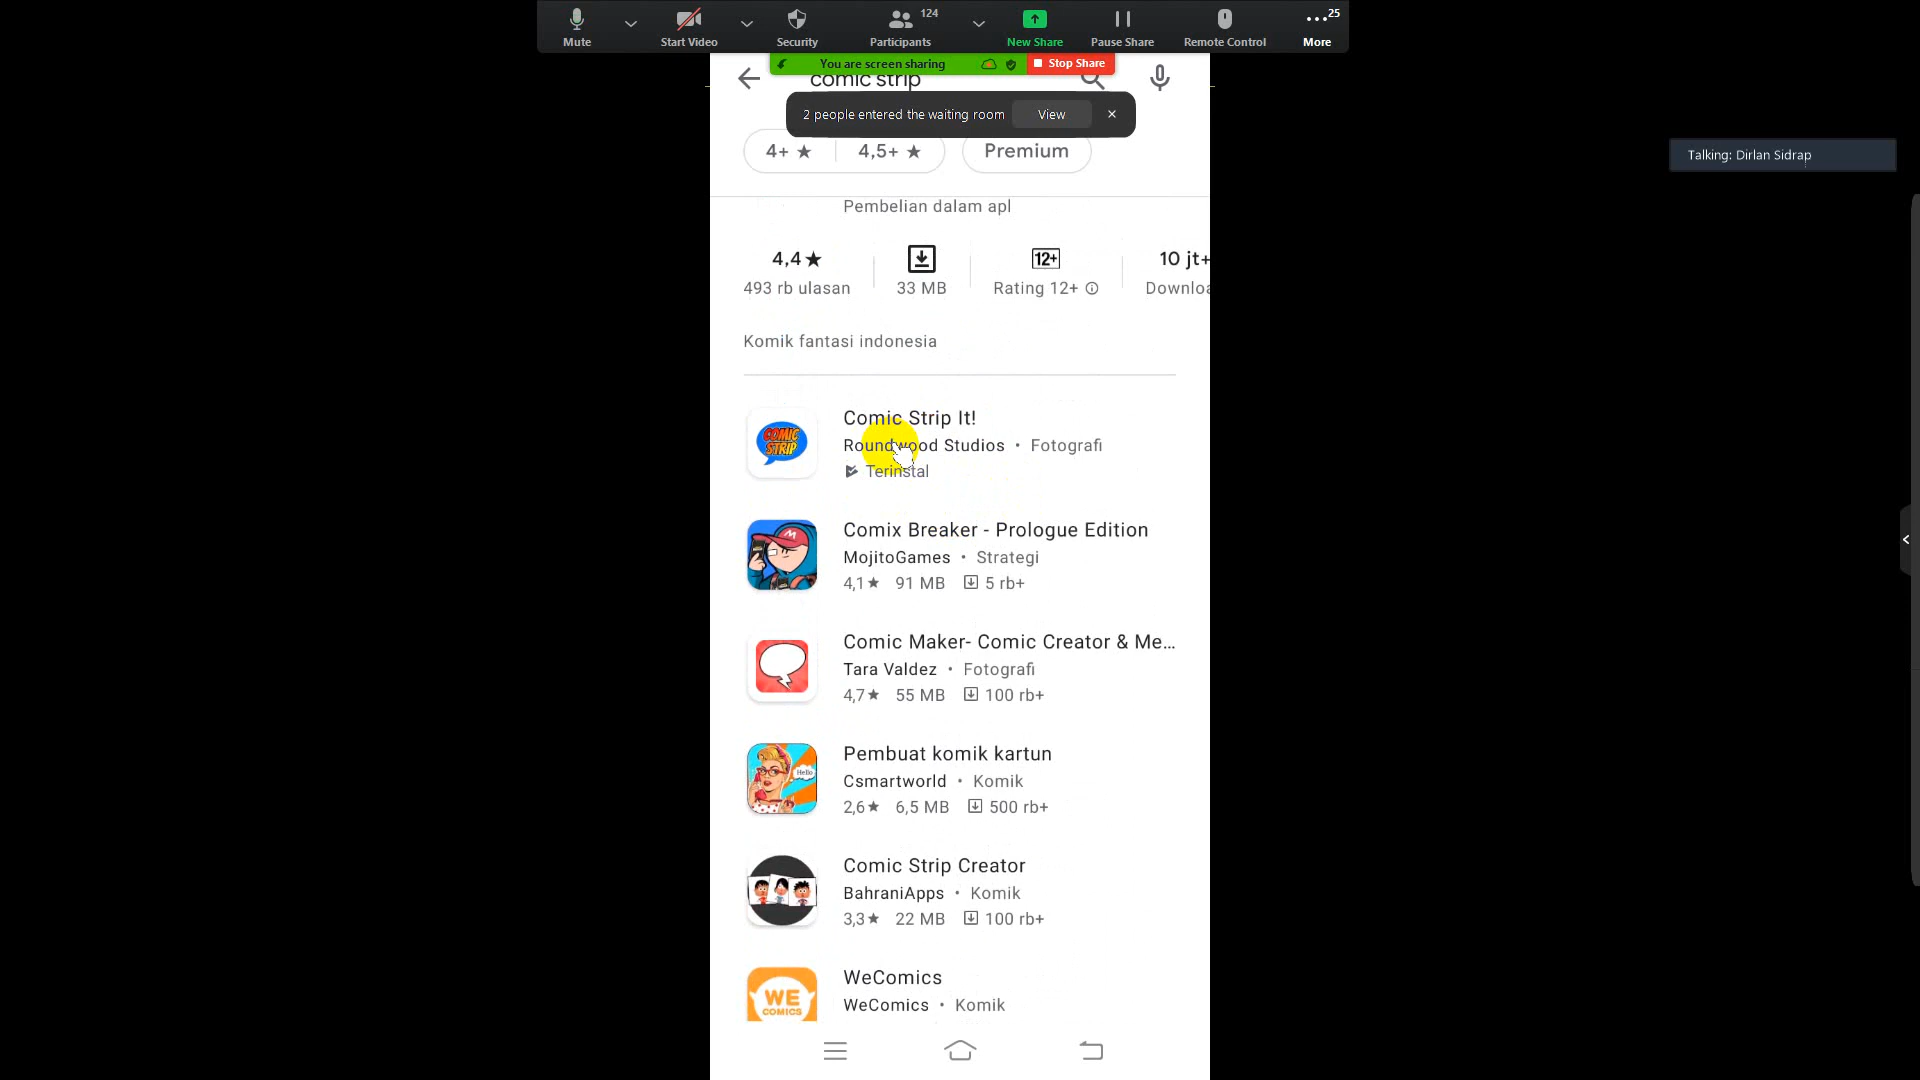 Mute
Start Video
Security
Participants
124
New Share
Pause Share
Remote Control
More
25
You are screen sharing
Stop Share
comic strip
2 people entered the waiting room
View
Talking: Dirlan Sidrap
4+ ★
4,5+ ★
Premium
Pembelian dalam apl
4,4★
493 rb ulasan
33 MB
12+
Rating 12+
10 jt+
Downloa
Komik fantasi indonesia
COMIC STRIP
Comic Strip It!
Roundwood Studios • Fotografi
Terinstal
M
Comix Breaker - Prologue Edition
MojitoGames • Strategi
4,1★ 91 MB 5 rb+
Comic Maker- Comic Creator & Me...
Tara Valdez • Fotografi
4,7★ 55 MB 100 rb+
Hello
Pembuat komik kartun
Csmartworld • Komik
2,6★ 6,5 MB 500 rb+
Comic Strip Creator
BahraniApps • Komik
3,3★ 22 MB 100 rb+
WE
COMICS
WeComics
WeComics • Komik